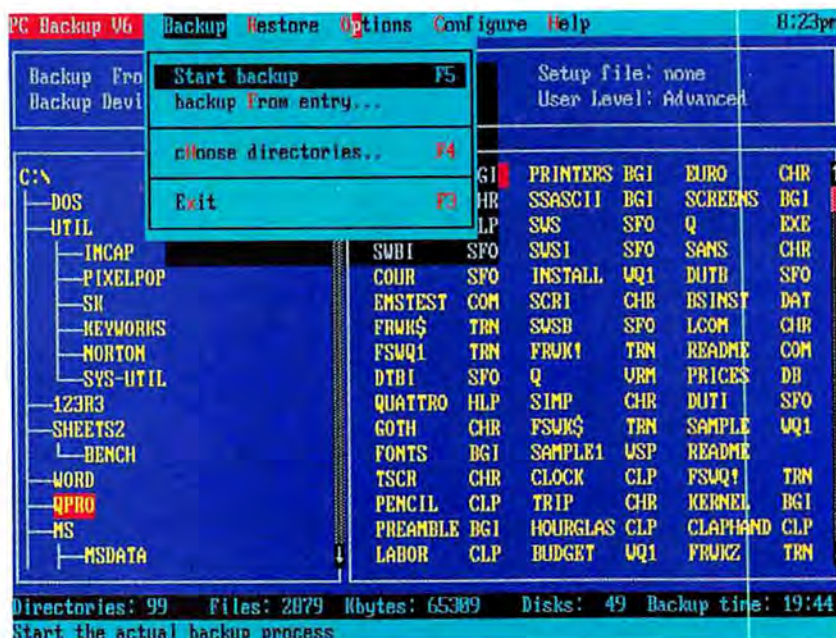 PC Backup V6 Backup Restore Options Configure Help 8:23pm
Backup Fro Start backup F5 Setup file: none
Backup Devi backup From entry... User Level: Advanced
cHoose directories.. F4
Exit F3
C:\ GI PRINTERS BGI EURO CHR
DOS HR SSASCII BGI SCREENS BGI
UTIL LP SWS SFO Q EXE
INCAP SWBI SFO SWSI SFO SANS CHR
PIXELPOP COUR SFO INSTALL WQ1 DUTB SFO
SK EMSTEST COM SCRI CHR BSINST DAT
KEYWORKS FRWK$ TRN SWSB SFO LCOM CHR
NORTON FSWQ1 TRN FRWK! TRN README COM
SYS-UTIL DTBI SFO Q VRM PRICES DB
123R3 QUATTRO HLP SIMP CHR DUTI SFO
SHEETS2 GOTH CHR FSWK$ TRN SAMPLE WQ1
BENCH FONTS BGI SAMPLE1 WSP README
WORD TSCR CHR CLOCK CLP FSWQ! TRN
QPRO PENCIL CLP TRIP CHR KERNEL BGI
MS PREAMBLE BGI HOURGLAS CLP CLAPHAND CLP
MSDATA LABOR CLP BUDGET WQ1 FRWKZ TRN
Directories: 99 Files: 2879 Kbytes: 65389 Disks: 49 Backup time: 19:44
Start the actual backup process